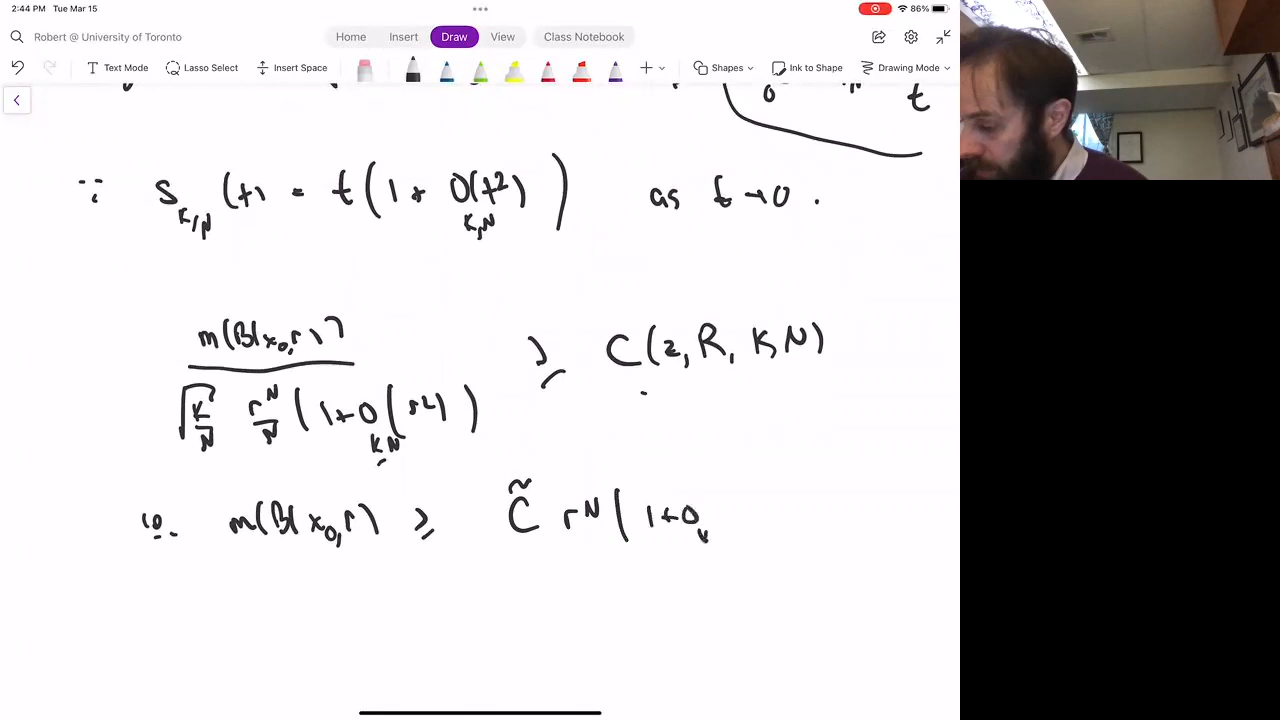 2:44 PM Tue Mar 15
86%
Robert @ University of Toronto
Home Insert Draw View Class Notebook
Text Mode Lasso Select Insert Space Shapes Ink to Shape Drawing Mode
0 t
∵ S_{K/N} (t) = t ( 1 + O_{K,N}(t²) ) as t → 0 .
m(B(x₀,r)) / ( √(K/N) r^N/N ( 1 + O_{K,N}(r²) ) ) ≥ C(z, R, K, N)
i.e. m(B(x₀,r) ≥ C̃ r^N ( 1 + O